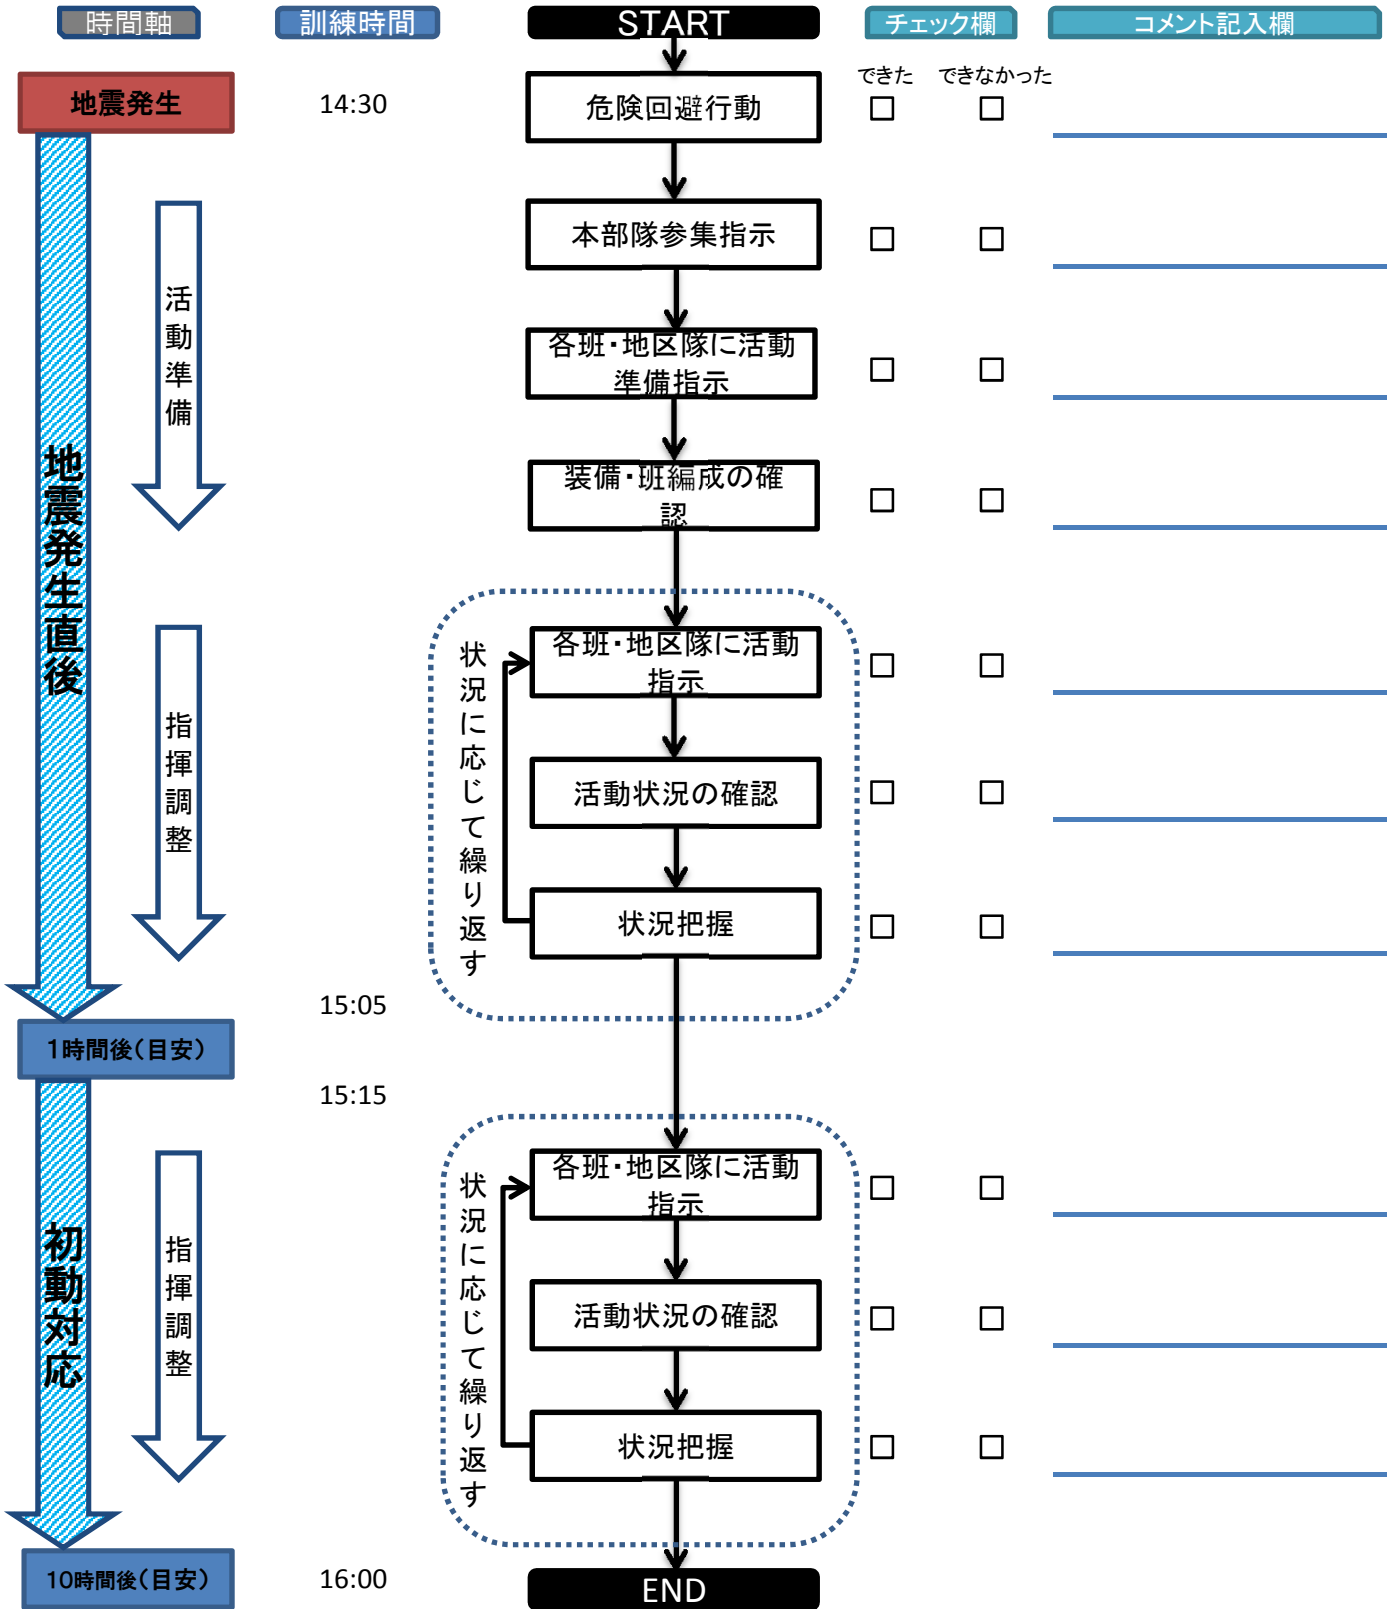 時間軸
訓練時間
START
チェック欄
コメント記入欄
できた
できなかった
地震発生
14:30
危険回避行動
本部隊参集指示
活動準備
各班・地区隊に活動
準備指示
装備・班編成の確
認
地震発生直後
指揮調整
状況に応じて繰り返す
各班・地区隊に活動
指示
活動状況の確認
状況把握
15:05
1時間後(目安)
15:15
初動対応
指揮調整
状況に応じて繰り返す
各班・地区隊に活動
指示
活動状況の確認
状況把握
10時間後(目安)
16:00
END